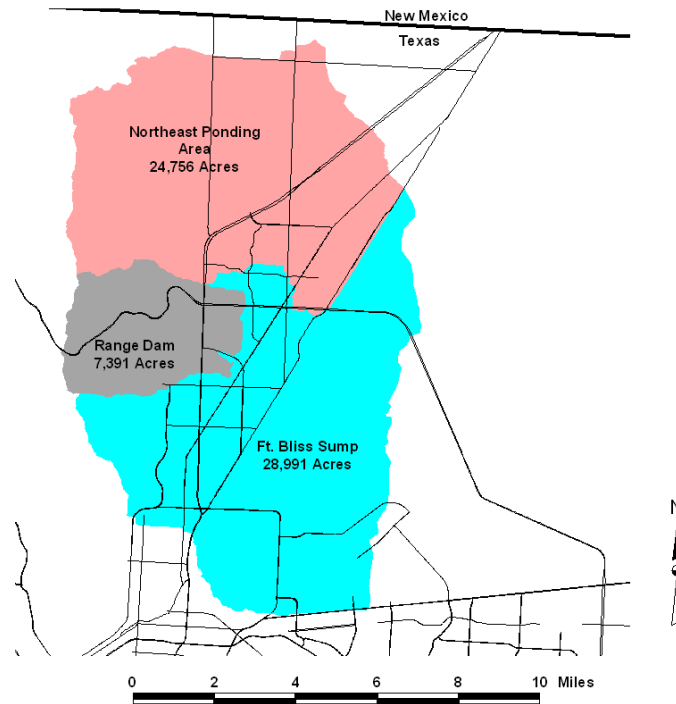 New Mexico
Texas
Northeast Ponding
Area
24,756 Acres
Range Dam
7,391 Acres
Ft. Bliss Sump
28,991 Acres
N
0 2 4 6 8 10 Miles